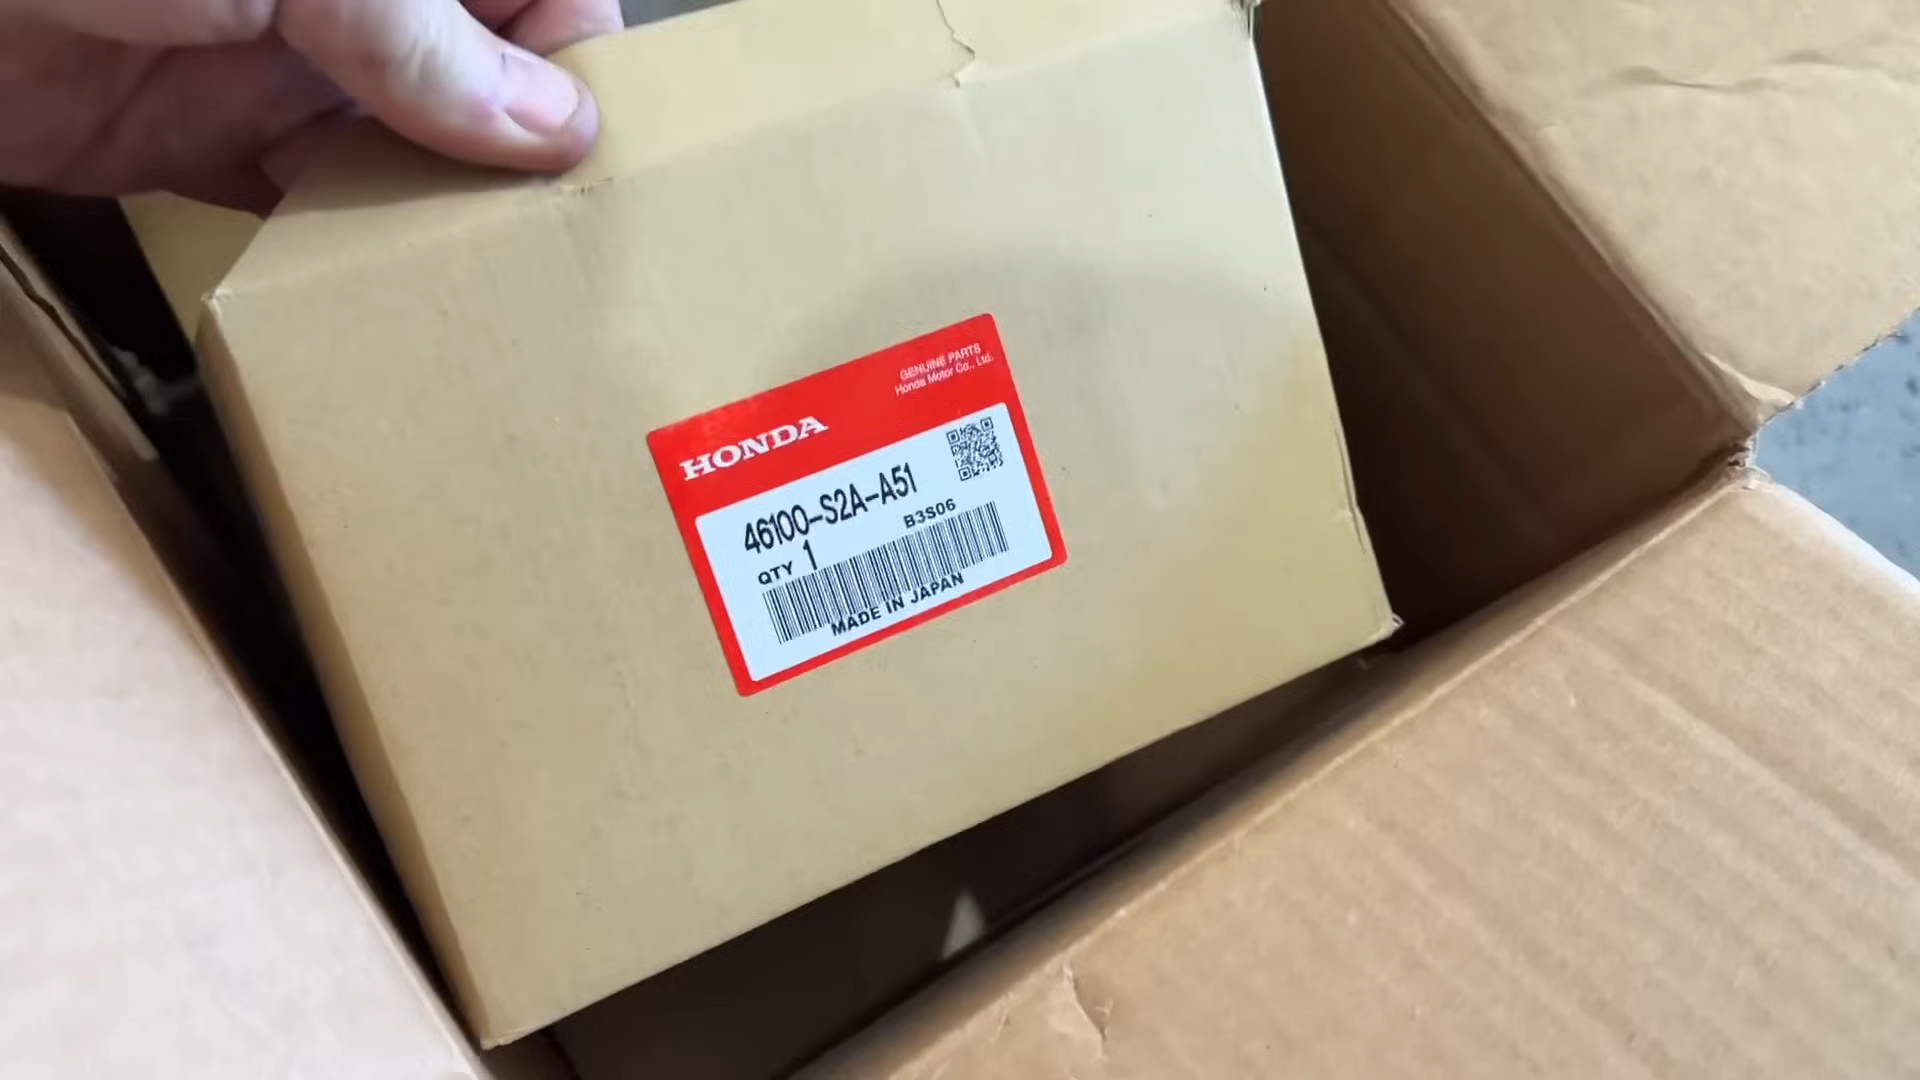 GENUINE PARTS
Honda Motor Co., Ltd.
HONDA
46100-S2A-A51
B3S06
QTY 1
MADE IN JAPAN